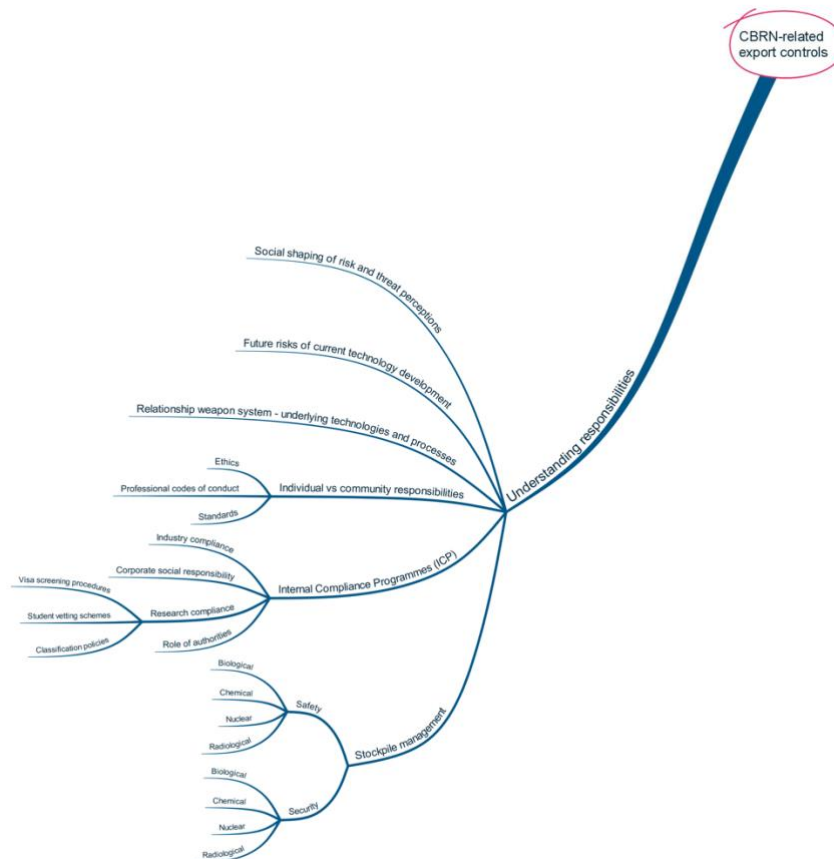 CBRN-related
export controls
Understanding responsibilities
Social shaping of risk and threat perceptions
Future risks of current technology development
Relationship weapon system - underlying technologies and processes
Individual vs community responsibilities
Ethics
Professional codes of conduct
Standards
Internal Compliance Programmes (ICP)
Industry compliance
Corporate social responsibility
Research compliance
Visa screening procedures
Student vetting schemes
Classification policies
Role of authorities
Stockpile management
Safety
Biological
Chemical
Nuclear
Radiological
Security
Biological
Chemical
Nuclear
Radiological